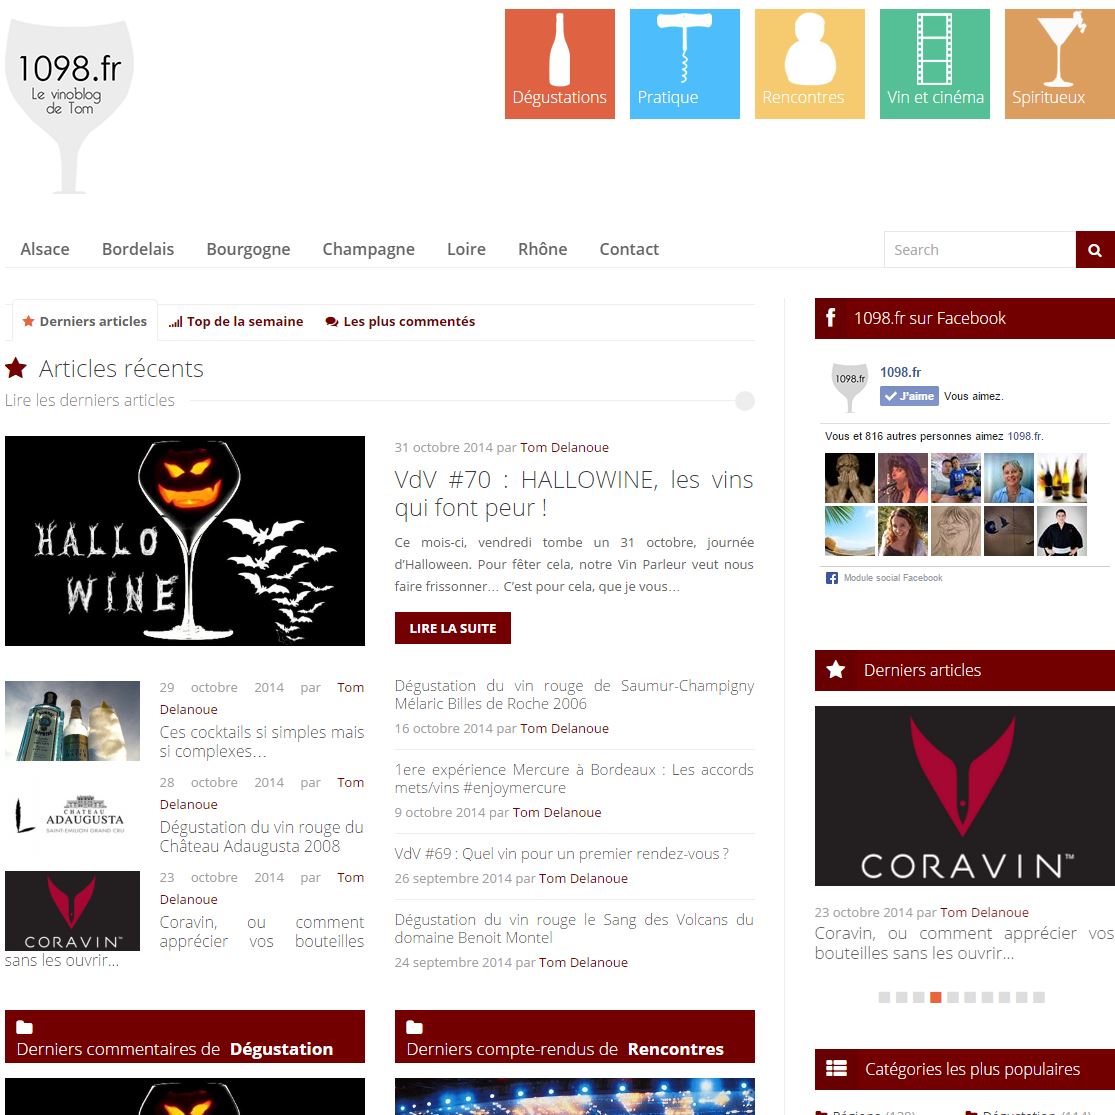 1098.fr
Le vinoblog
de Tom
Dégustations
Pratique
Rencontres
Vin et cinéma
Spiritueux
Alsace
Bordelais
Bourgogne
Champagne
Loire
Rhône
Contact
Search
Derniers articles
Top de la semaine
Les plus commentés
Articles récents
Lire les derniers articles
HALLO
WINE
31 octobre 2014 par Tom Delanoue
VdV #70 : HALLOWINE, les vins
qui font peur !
Ce mois-ci, vendredi tombe un 31 octobre, journée
d'Halloween. Pour fêter cela, notre Vin Parleur veut nous
faire frissonner… C'est pour cela, que je vous…
LIRE LA SUITE
29 octobre 2014 par Tom
Delanoue
Ces cocktails si simples mais
si complexes…
CHATEAU
ADAUGUSTA
SAINT-EMILION GRAND CRU
28 octobre 2014 par Tom
Delanoue
Dégustation du vin rouge du
Château Adaugusta 2008
CORAVIN™
23 octobre 2014 par Tom
Delanoue
Coravin, ou comment
apprécier vos bouteilles
sans les ouvrir…
Dégustation du vin rouge de Saumur-Champigny
Mélaric Billes de Roche 2006
16 octobre 2014 par Tom Delanoue
1ere expérience Mercure à Bordeaux : Les accords
mets/vins #enjoymercure
9 octobre 2014 par Tom Delanoue
VdV #69 : Quel vin pour un premier rendez-vous ?
26 septembre 2014 par Tom Delanoue
Dégustation du vin rouge le Sang des Volcans du
domaine Benoit Montel
24 septembre 2014 par Tom Delanoue
Derniers commentaires de Dégustation
Derniers compte-rendus de Rencontres
1098.fr sur Facebook
1098.fr
1098.fr
J'aime
Vous aimez.
Vous et 816 autres personnes aimez 1098.fr.
Module social Facebook
Derniers articles
CORAVIN™
23 octobre 2014 par Tom Delanoue
Coravin, ou comment apprécier vos
bouteilles sans les ouvrir…
Catégories les plus populaires